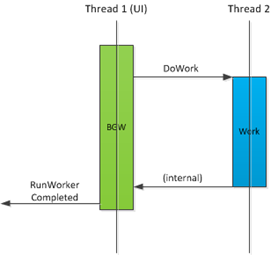 Thread 1 (UI)
Thread 2
DoWork
BGW
Work
(internal)
RunWorker
Completed